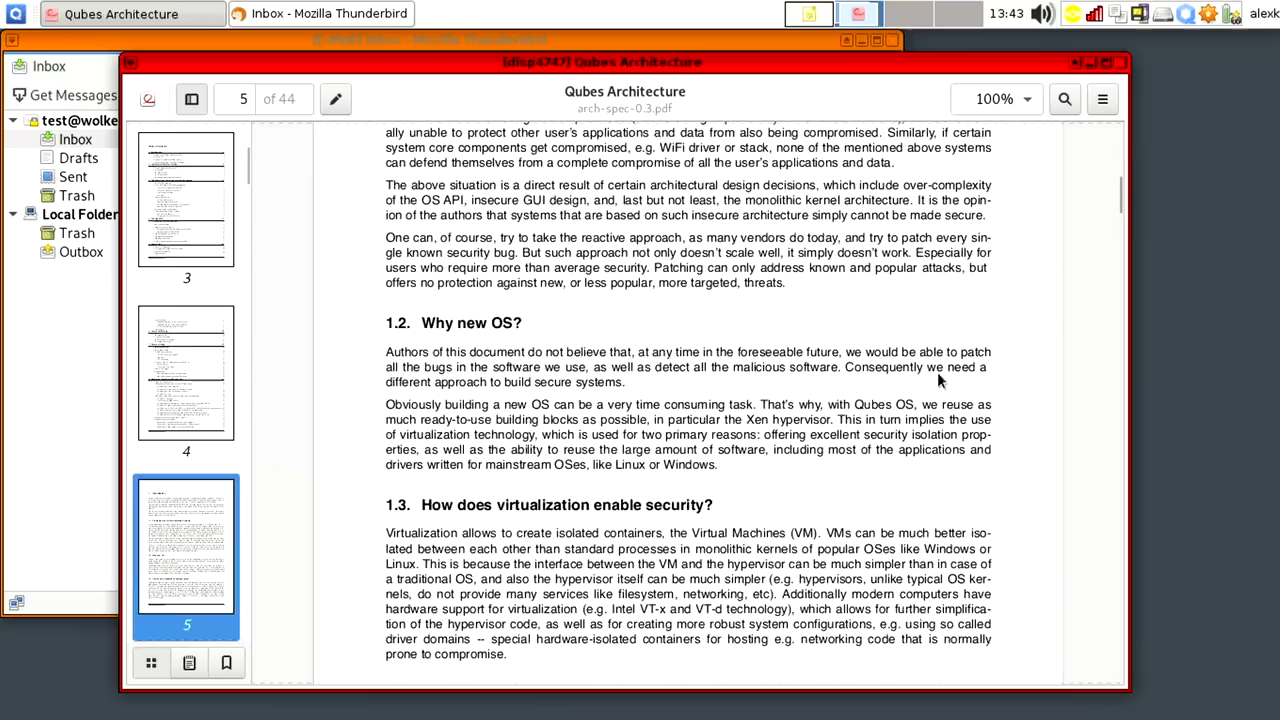 Qubes Architecture
Inbox - Mozilla Thunderbird
13:43
alexk
[disp4747] Qubes Architecture
Inbox
Get Messages
test@wolke
Inbox
Drafts
Sent
Trash
Local Folder
Trash
Outbox
5 of 44
Qubes Architecture
arch-spec-0.3.pdf
100%
3
4
5
ally unable to protect other user's applications and data from also being compromised. Similarly, if certain
system core components get compromised, e.g. WiFi driver or stack, none of the mentioned above systems
can defend themselves from a complete compromise of all the user's applications and data.
The above situation is a direct result of certain architectural design decisions, which include over-complexity
of the OS API, insecure GUI design, and, last but not least, the monolithic kernel architecture. It is the opin-
ion of the authors that systems that are based on such insecure architecture simply cannot be made secure.
One can, of course, try to take the reactive approach, as many vendors do today, and try to patch every sin-
gle known security bug. But such approach not only doesn't scale well, it simply doesn't work. Especially for
users who require more than average security. Patching can only address known and popular attacks, but
offers no protection against new, or less popular, more targeted, threats.
1.2. Why new OS?
Authors of this document do not believe that, at any time in the foreseeable future, we would be able to patch
all the bugs in the software we use, as well as detect all the malicious software. Consequently we need a
different approach to build secure systems.
Obviously building a new OS can be a very time consuming task. That's why, with Qubes OS, we reuse as
much ready-to-use building blocks as possible, in particular the Xen hypervisor. This in turn implies the use
of virtualization technology, which is used for two primary reasons: offering excellent security isolation prop-
erties, as well as the ability to reuse the large amount of software, including most of the applications and
drivers written for mainstream OSes, like Linux or Windows.
1.3. How does virtualization enable security?
Virtualization allows to create isolated containers, the Virtual Machines (VM). VMs can be much better iso-
lated between each other than standard processes in monolithic kernels of popular OSes like Windows or
Linux. This is because the interface between the VM and the hypervisor can be much simpler than in case of
a traditional OS, and also the hypervisor itself can be much simpler (e.g. hypervisors, unlike typical OS ker-
nels, do not provide many services like filesystem, networking, etc). Additionally modern computers have
hardware support for virtualization (e.g. Intel VT-x and VT-d technology), which allows for further simplifica-
tion of the hypervisor code, as well as for creating more robust system configurations, e.g. using so called
driver domains -- special hardware-isolated containers for hosting e.g. networking code that is normally
prone to compromise.